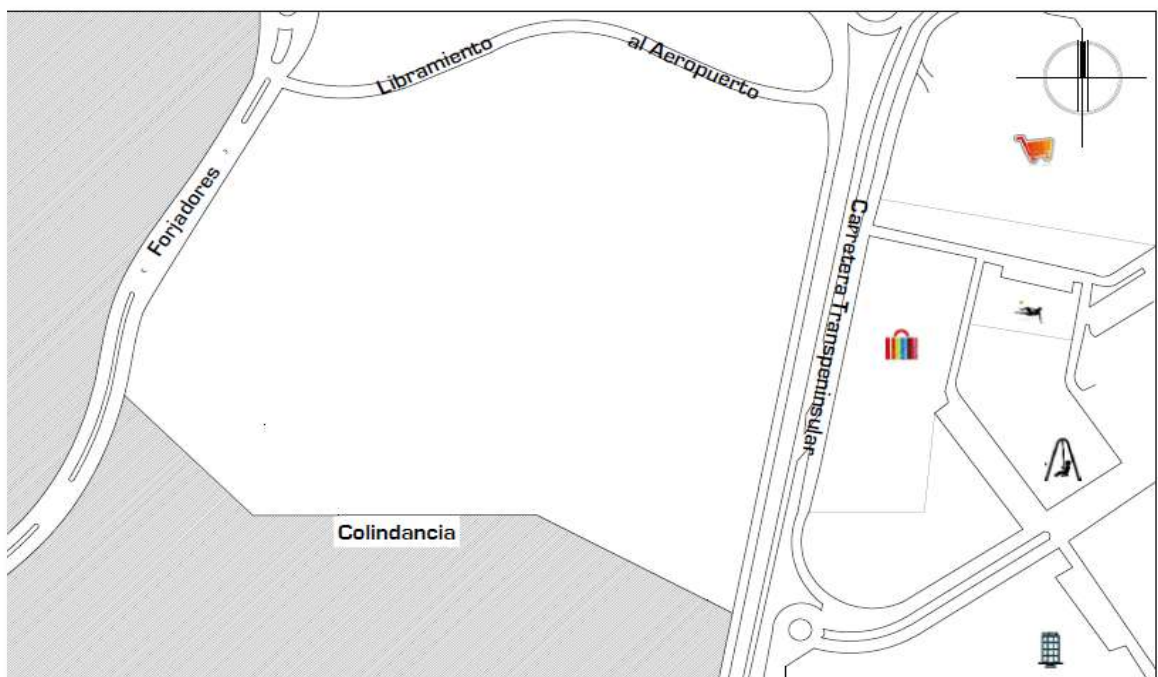 Libramiento al Aeropuerto
Forjadores
Carretera Transpeninsular
Colindancia